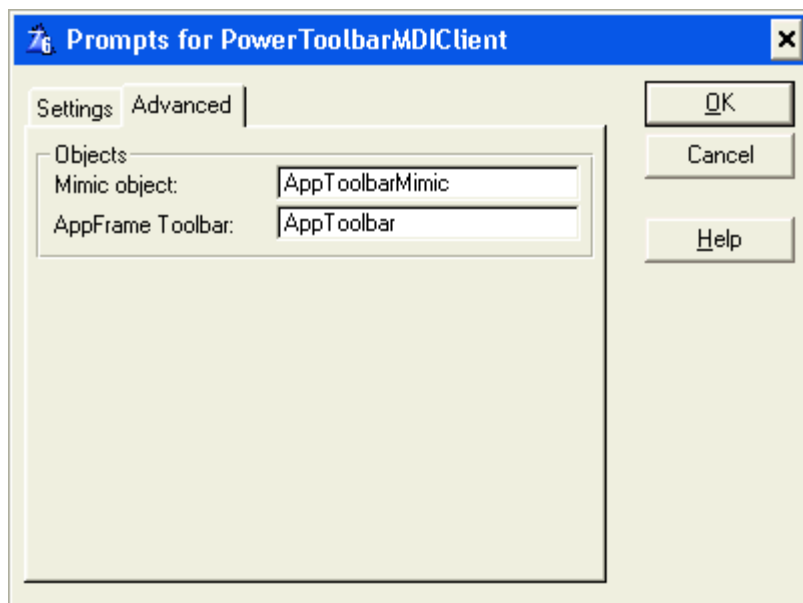 Prompts for PowerToolbarMDIClient
Settings Advanced
OK
Objects
Mimic object: AppToolbarMimic
Cancel
AppFrame Toolbar: AppToolbar
Help